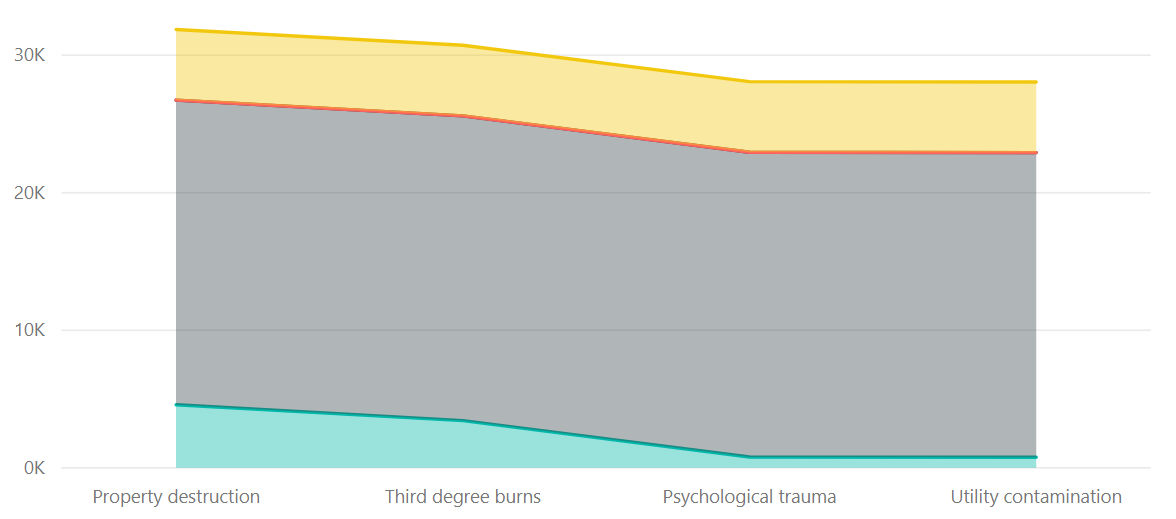 30K
20K
10K
0K
Property destruction
Third degree burns
Psychological trauma
Utility contamination